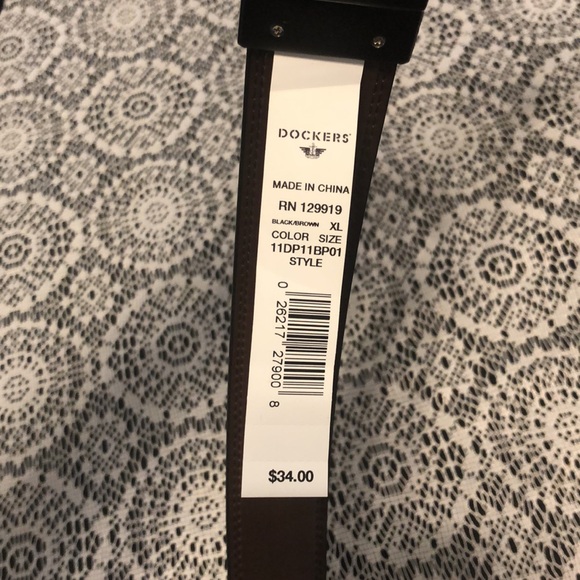 DOCKERS®
MADE IN CHINA
RN 129919
BLACK/BROWN XL
COLOR SIZE
11DP11BP01
STYLE
0 26217 27900 8
$34.00